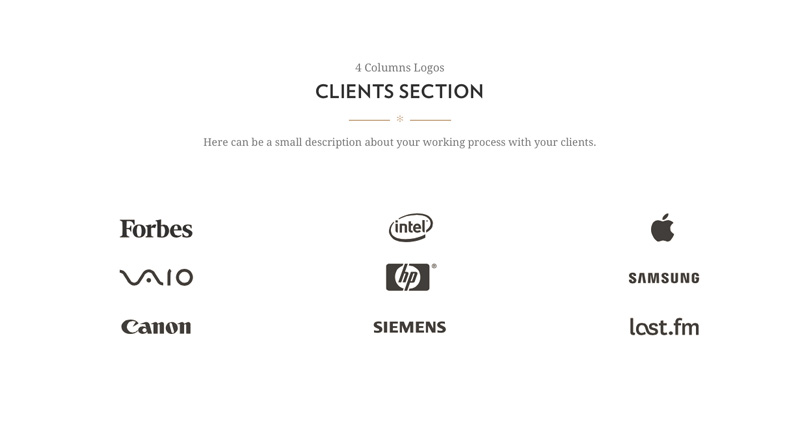 4 Columns Logos
CLIENTS SECTION
Here can be a small description about your working process with your clients.
Forbes
intel
VAIO
hp®
SAMSUNG
Canon
SIEMENS
last.fm